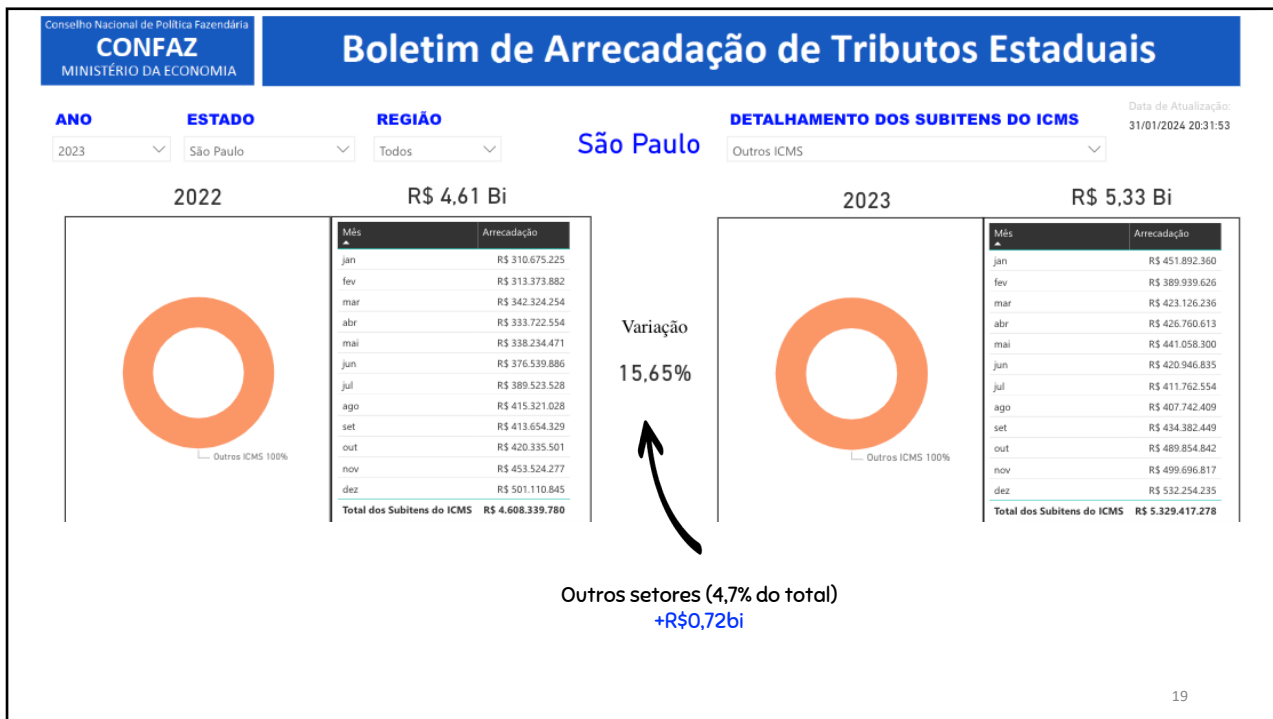 Conselho Nacional de Política Fazendária
CONFAZ
MINISTÉRIO DA ECONOMIA
Boletim de Arrecadação de Tributos Estaduais
Data de Atualização:
31/01/2024 20:31:53
ANO
ESTADO
REGIÃO
DETALHAMENTO DOS SUBITENS DO ICMS
2023
São Paulo
Todos
São Paulo
Outros ICMS
2022
R$ 4,61 Bi
Mês Arrecadação
jan R$ 310.675.225
fev R$ 313.373.882
mar R$ 342.324.254
abr R$ 333.722.554
mai R$ 338.234.471
jun R$ 376.539.886
jul R$ 389.523.528
ago R$ 415.321.028
set R$ 413.654.329
out R$ 420.335.501
nov R$ 453.524.277
dez R$ 501.110.845
Total dos Subitens do ICMS R$ 4.608.339.780
Outros ICMS 100%
Variação
15,65%
2023
R$ 5,33 Bi
Mês Arrecadação
jan R$ 451.892.360
fev R$ 389.939.626
mar R$ 423.126.236
abr R$ 426.760.613
mai R$ 441.058.300
jun R$ 420.946.835
jul R$ 411.762.554
ago R$ 407.742.409
set R$ 434.382.449
out R$ 489.854.842
nov R$ 499.696.817
dez R$ 532.254.235
Total dos Subitens do ICMS R$ 5.329.417.278
Outros ICMS 100%
Outros setores (4,7% do total)
+R$0,72bi
19